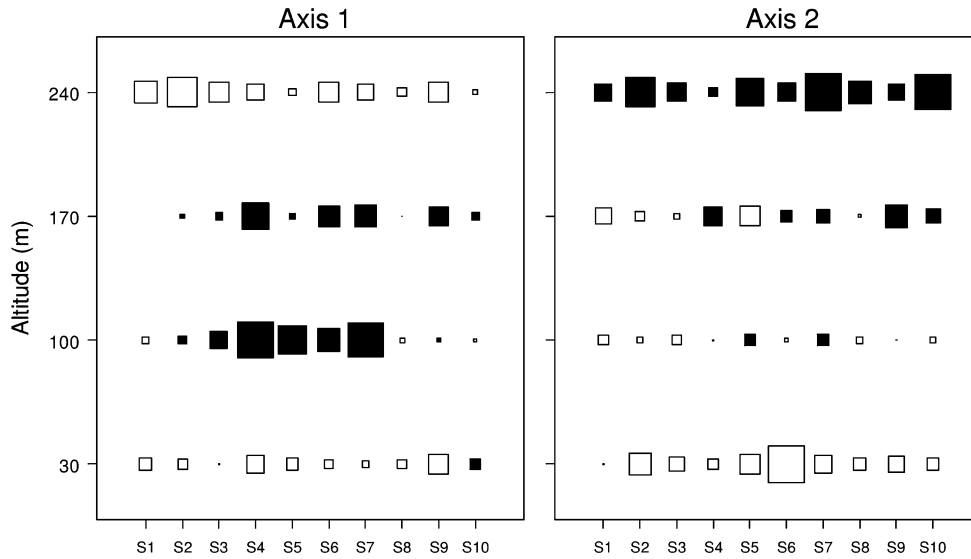 Axis 1
Axis 2
Altitude (m)
240
170
100
30
S1 S2 S3 S4 S5 S6 S7 S8 S9 S10
S1 S2 S3 S4 S5 S6 S7 S8 S9 S10